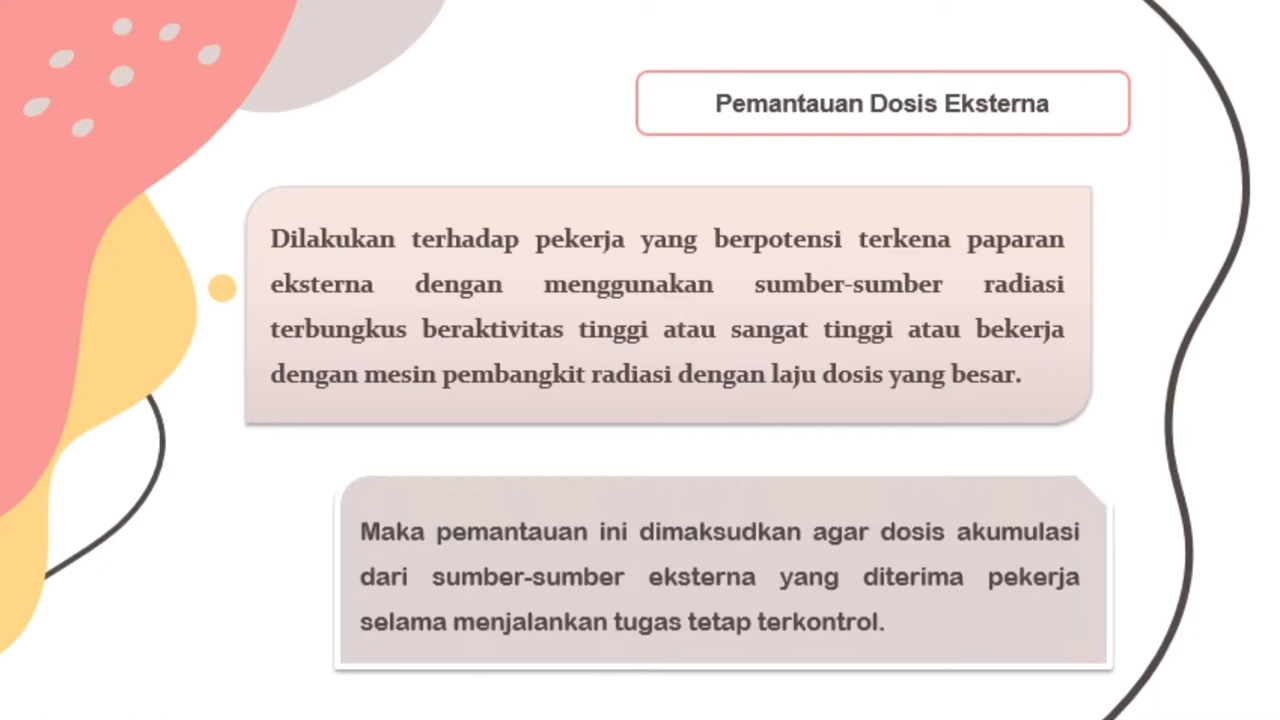 Pemantauan Dosis Eksterna
Dilakukan terhadap pekerja yang berpotensi terkena paparan
eksterna dengan menggunakan sumber-sumber radiasi
terbungkus beraktivitas tinggi atau sangat tinggi atau bekerja
dengan mesin pembangkit radiasi dengan laju dosis yang besar.
Maka pemantauan ini dimaksudkan agar dosis akumulasi
dari sumber-sumber eksterna yang diterima pekerja
selama menjalankan tugas tetap terkontrol.